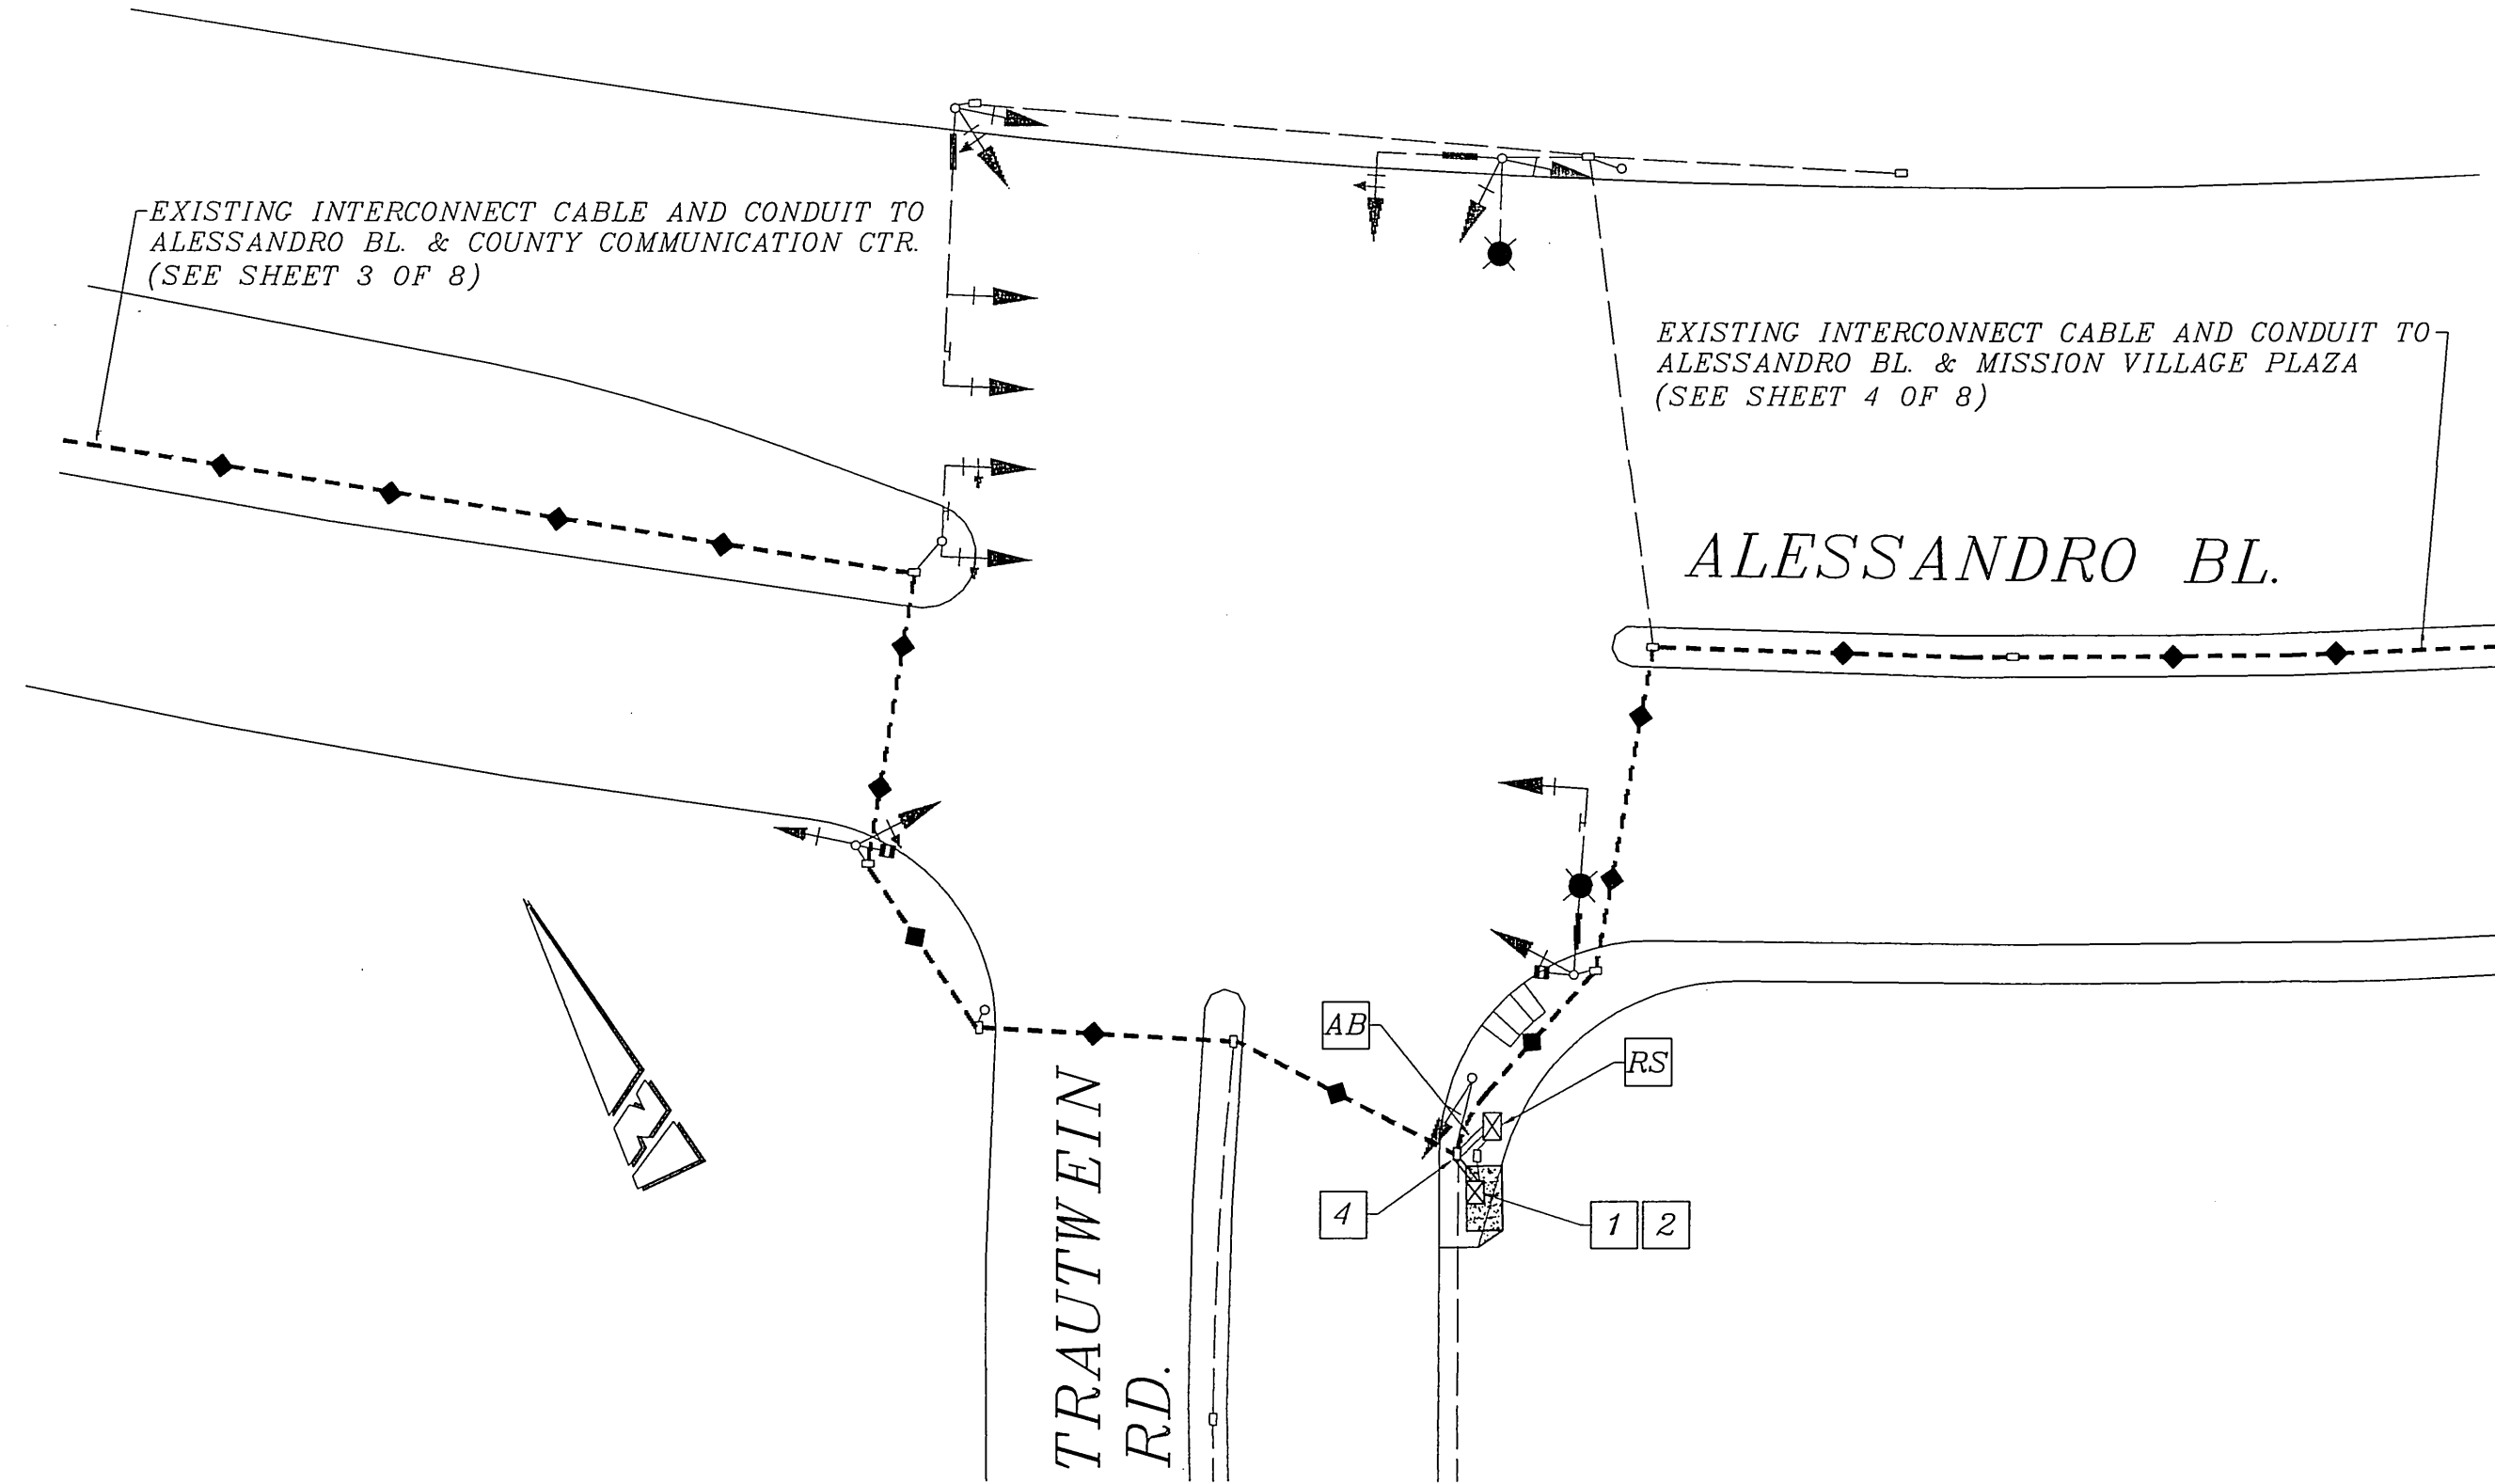 EXISTING INTERCONNECT CABLE AND CONDUIT TO
ALESSANDRO BL. & COUNTY COMMUNICATION CTR.
(SEE SHEET 3 OF 8)
EXISTING INTERCONNECT CABLE AND CONDUIT TO
ALESSANDRO BL. & MISSION VILLAGE PLAZA
(SEE SHEET 4 OF 8)
ALESSANDRO BL.
AB
RS
4
1 2
TRAUTWEIN
RD.
N